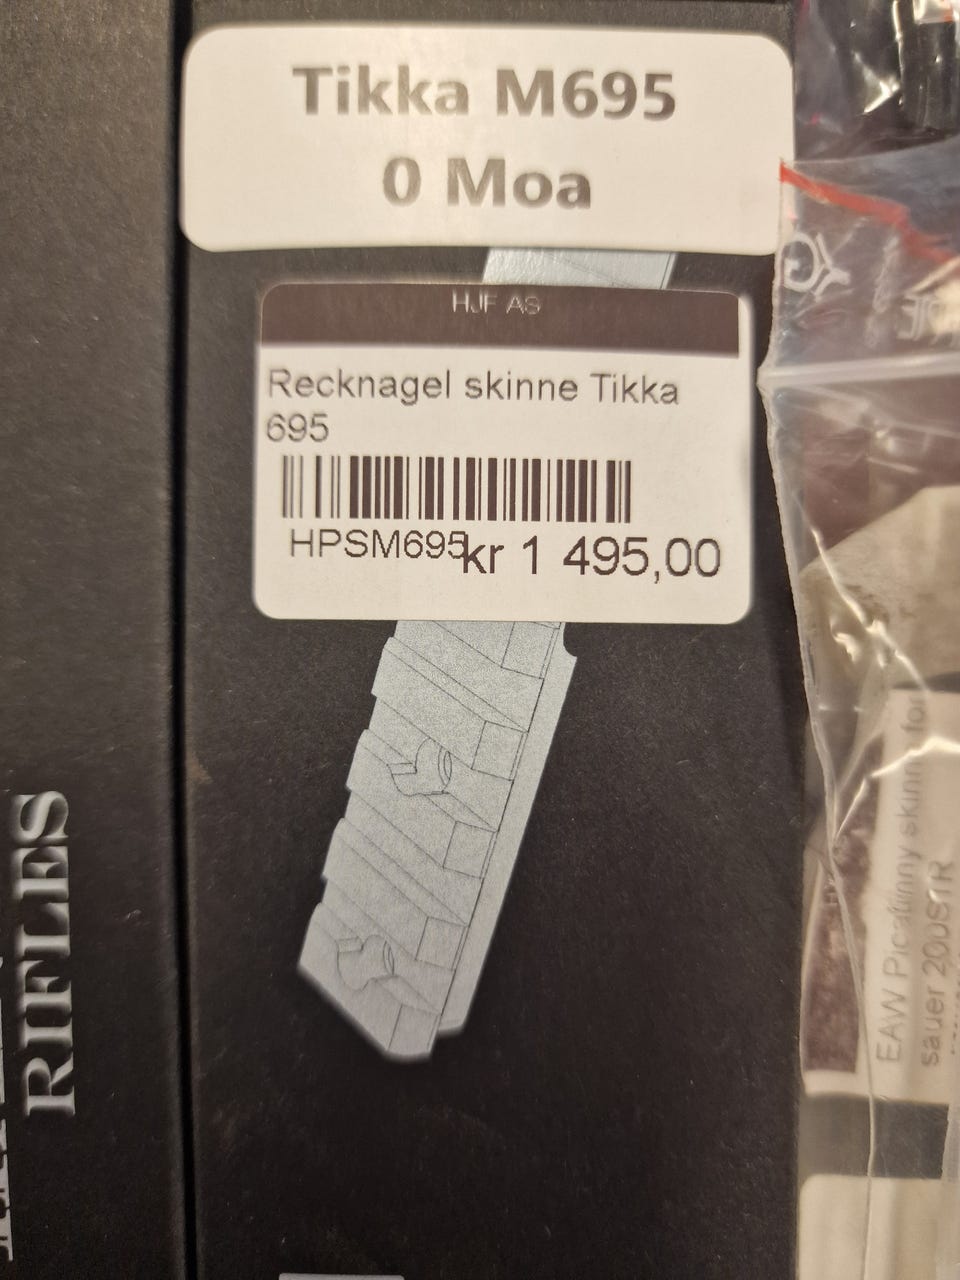 Tikka M695
0 Moa
HJF AS
Recknagel skinne Tikka
695
HPSM695
kr 1 495,00
RIFLES
EAW Picatinny skinne for
sauer 200STR